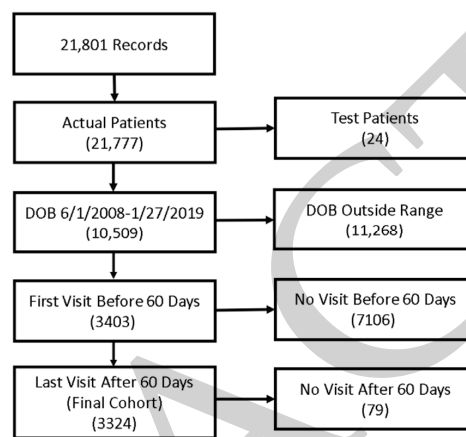 21,801 Records
Actual Patients
(21,777)
Test Patients
(24)
DOB 6/1/2008-1/27/2019
(10,509)
DOB Outside Range
(11,268)
First Visit Before 60 Days
(3403)
No Visit Before 60 Days
(7106)
Last Visit After 60 Days
(Final Cohort)
(3324)
No Visit After 60 Days
(79)